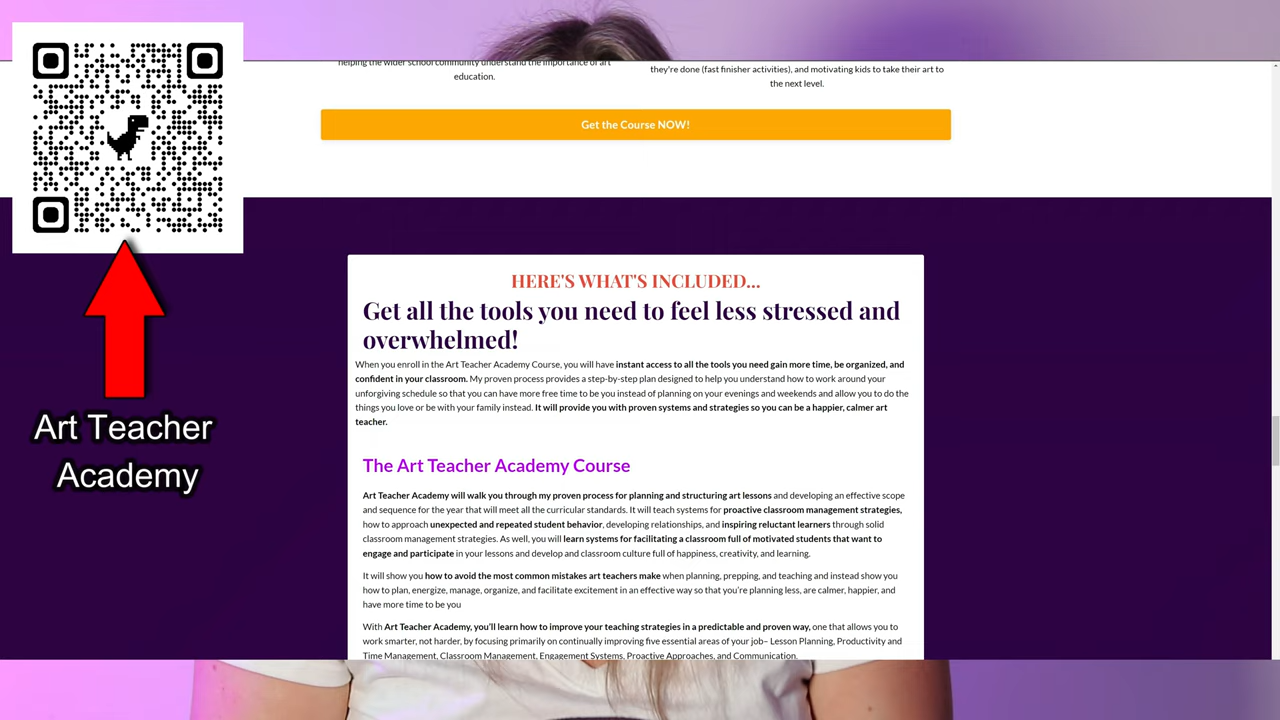 helping the wider school community understand the importance of art
education.
they're done (fast finisher activities), and motivating kids to take their art to
the next level.
Get the Course NOW!
Art Teacher
Academy
HERE'S WHAT'S INCLUDED...
Get all the tools you need to feel less stressed and
overwhelmed!
When you enroll in the Art Teacher Academy Course, you will have instant access to all the tools you need gain more time, be organized, and
confident in your classroom. My proven process provides a step-by-step plan designed to help you understand how to work around your
unforgiving schedule so that you can have more free time to be you instead of planning on your evenings and weekends and allow you to do the
things you love or be with your family instead. It will provide you with proven systems and strategies so you can be a happier, calmer art
teacher.
The Art Teacher Academy Course
Art Teacher Academy will walk you through my proven process for planning and structuring art lessons and developing an effective scope
and sequence for the year that will meet all the curricular standards. It will teach systems for proactive classroom management strategies,
how to approach unexpected and repeated student behavior, developing relationships, and inspiring reluctant learners through solid
classroom management strategies. As well, you will learn systems for facilitating a classroom full of motivated students that want to
engage and participate in your lessons and develop and classroom culture full of happiness, creativity, and learning.
It will show you how to avoid the most common mistakes art teachers make when planning, prepping, and teaching and instead show you
how to plan, energize, manage, organize, and facilitate excitement in an effective way so that you're planning less, are calmer, happier, and
have more time to be you
With Art Teacher Academy, you'll learn how to improve your teaching strategies in a predictable and proven way, one that allows you to
work smarter, not harder, by focusing primarily on continually improving five essential areas of your job– Lesson Planning, Productivity and
Time Management, Classroom Management, Engagement Systems, Proactive Approaches, and Communication.